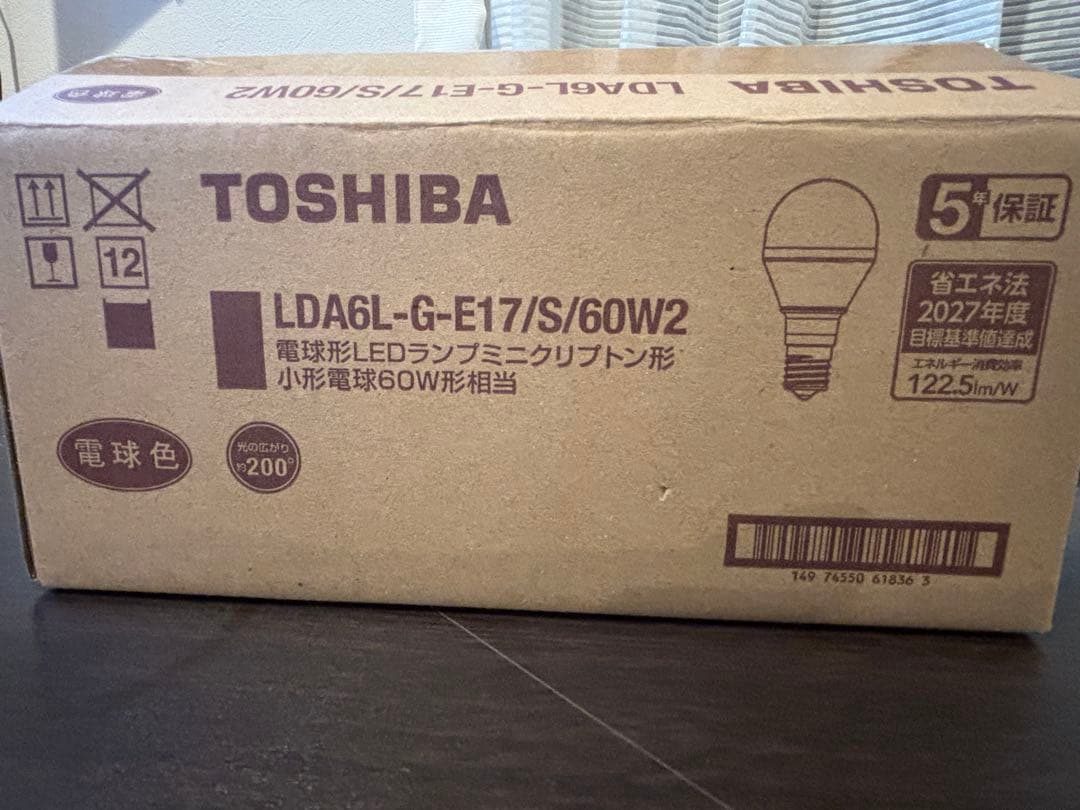 TOSHIBA LDA6L-G-E17/S/60W2 電球色
TOSHIBA
5年保証
12
LDA6L-G-E17/S/60W2
電球形LEDランプミニクリプトン形
小形電球60W形相当
省エネ法
2027年度
目標基準値達成
エネルギー消費効率
122.5lm/W
電球色
光の広がり
約200°
149 74550 61836 3